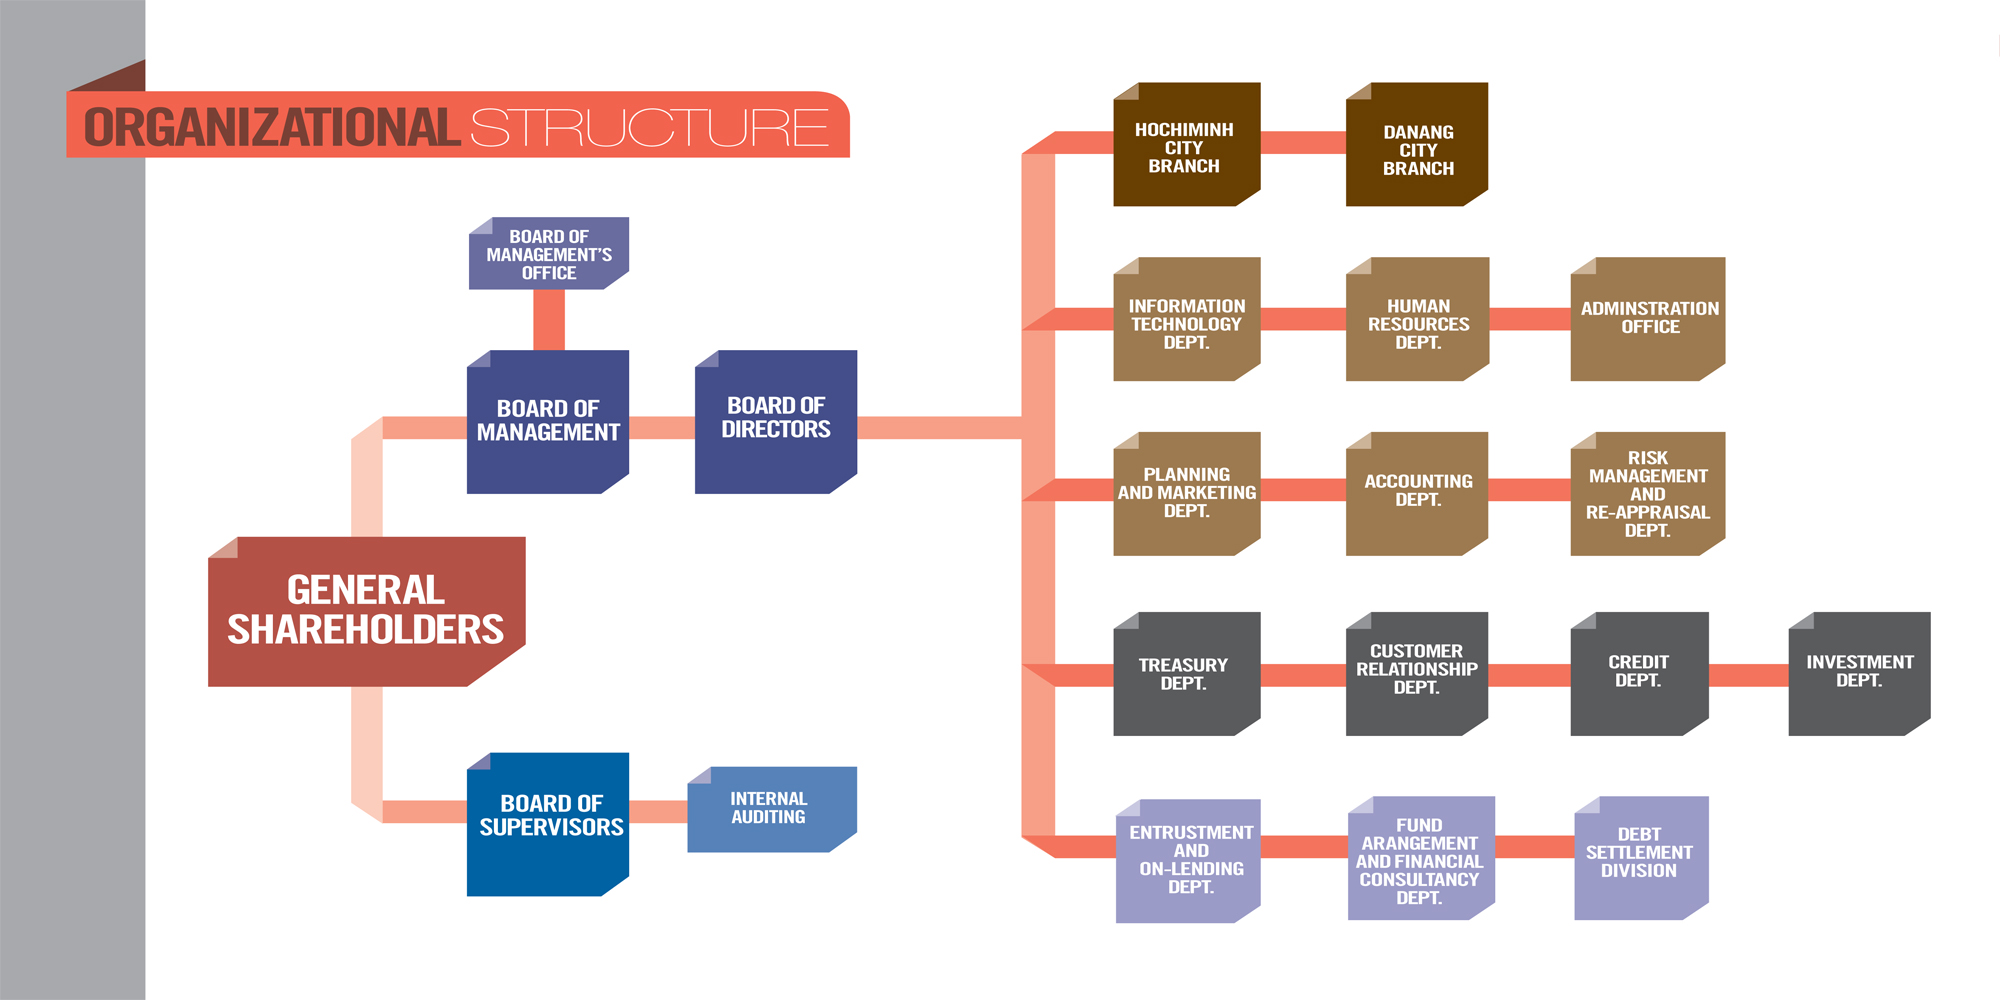 ORGANIZATIONAL STRUCTURE
BOARD OF
MANAGEMENT'S
OFFICE
BOARD OF
MANAGEMENT
BOARD OF
DIRECTORS
GENERAL
SHAREHOLDERS
BOARD OF
SUPERVISORS
INTERNAL
AUDITING
HOCHIMINH
CITY
BRANCH
DANANG
CITY
BRANCH
INFORMATION
TECHNOLOGY
DEPT.
HUMAN
RESOURCES
DEPT.
ADMINSTRATION
OFFICE
PLANNING
AND MARKETING
DEPT.
ACCOUNTING
DEPT.
RISK
MANAGEMENT
AND
RE-APPRAISAL
DEPT.
TREASURY
DEPT.
CUSTOMER
RELATIONSHIP
DEPT.
CREDIT
DEPT.
INVESTMENT
DEPT.
ENTRUSTMENT
AND
ON-LENDING
DEPT.
FUND
ARANGEMENT
AND FINANCIAL
CONSULTANCY
DEPT.
DEBT
SETTLEMENT
DIVISION